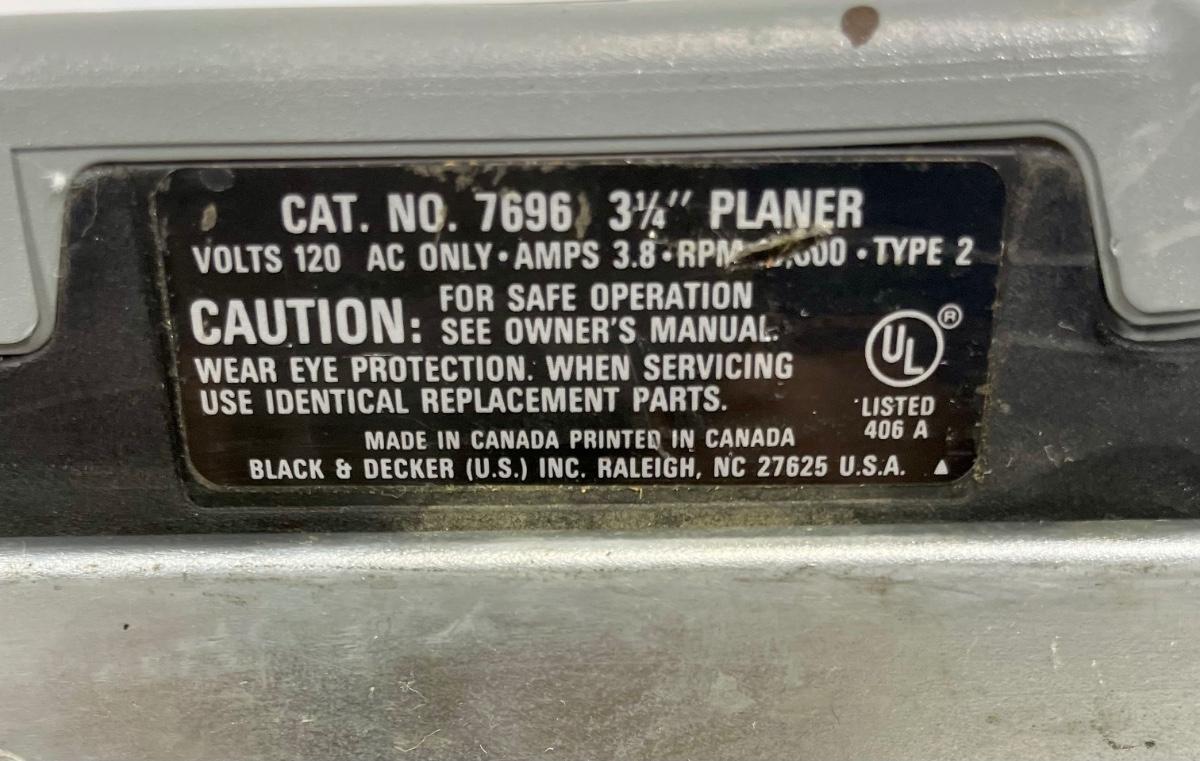 CAT. NO. 7696 3¼" PLANER
VOLTS 120 AC ONLY • AMPS 3.8 • RPM • TYPE 2
CAUTION: FOR SAFE OPERATION
SEE OWNER'S MANUAL.
WEAR EYE PROTECTION. WHEN SERVICING
USE IDENTICAL REPLACEMENT PARTS.
UL ®
LISTED
406 A
MADE IN CANADA PRINTED IN CANADA
BLACK & DECKER (U.S.) INC. RALEIGH, NC 27625 U.S.A. ▲